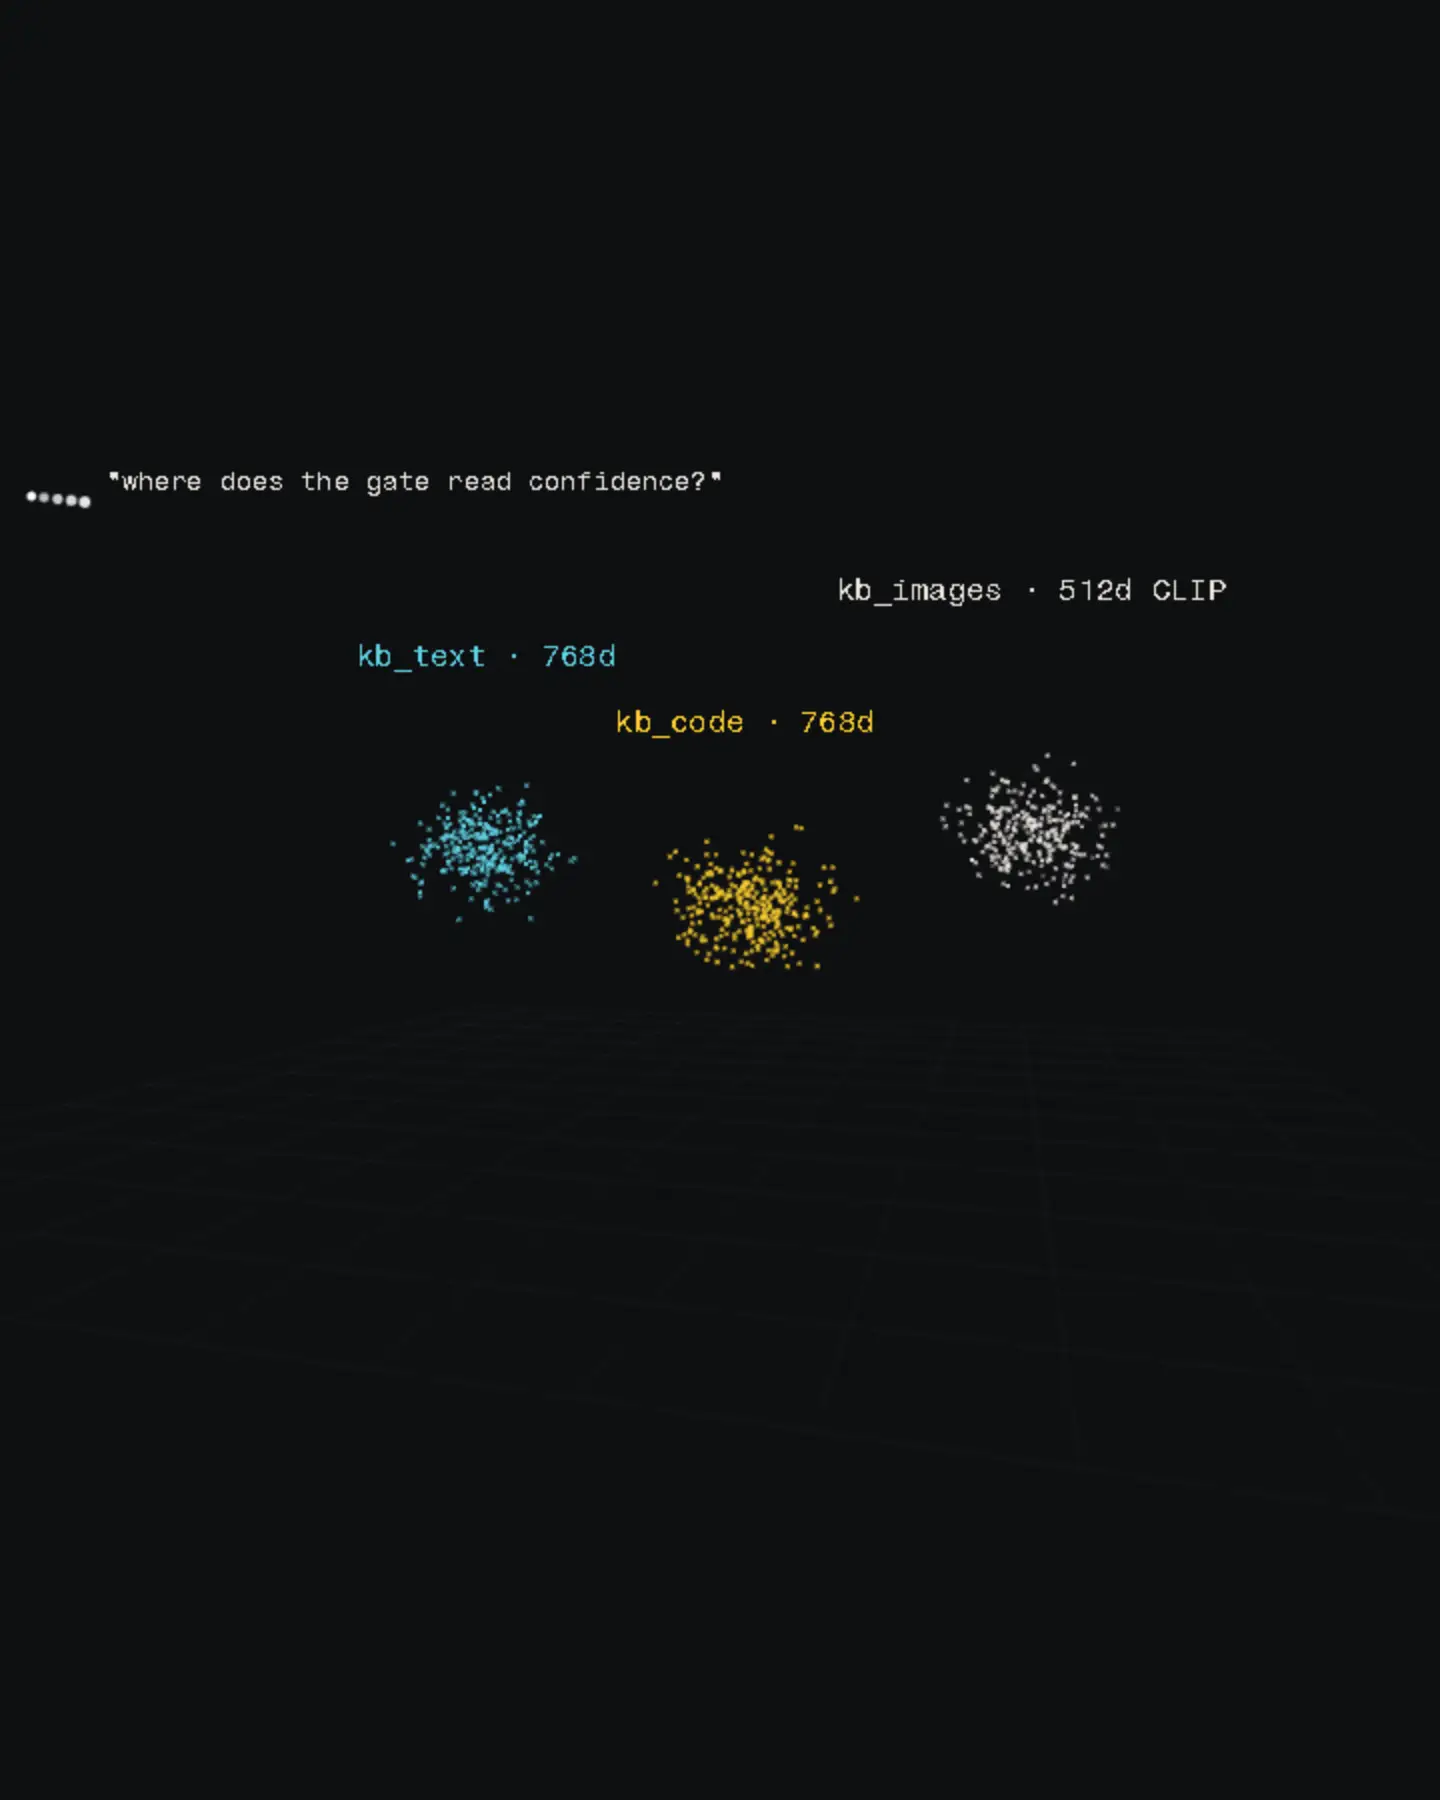 "where does the gate read confidence?"
kb_images · 512d CLIP
kb_text · 768d
kb_code · 768d